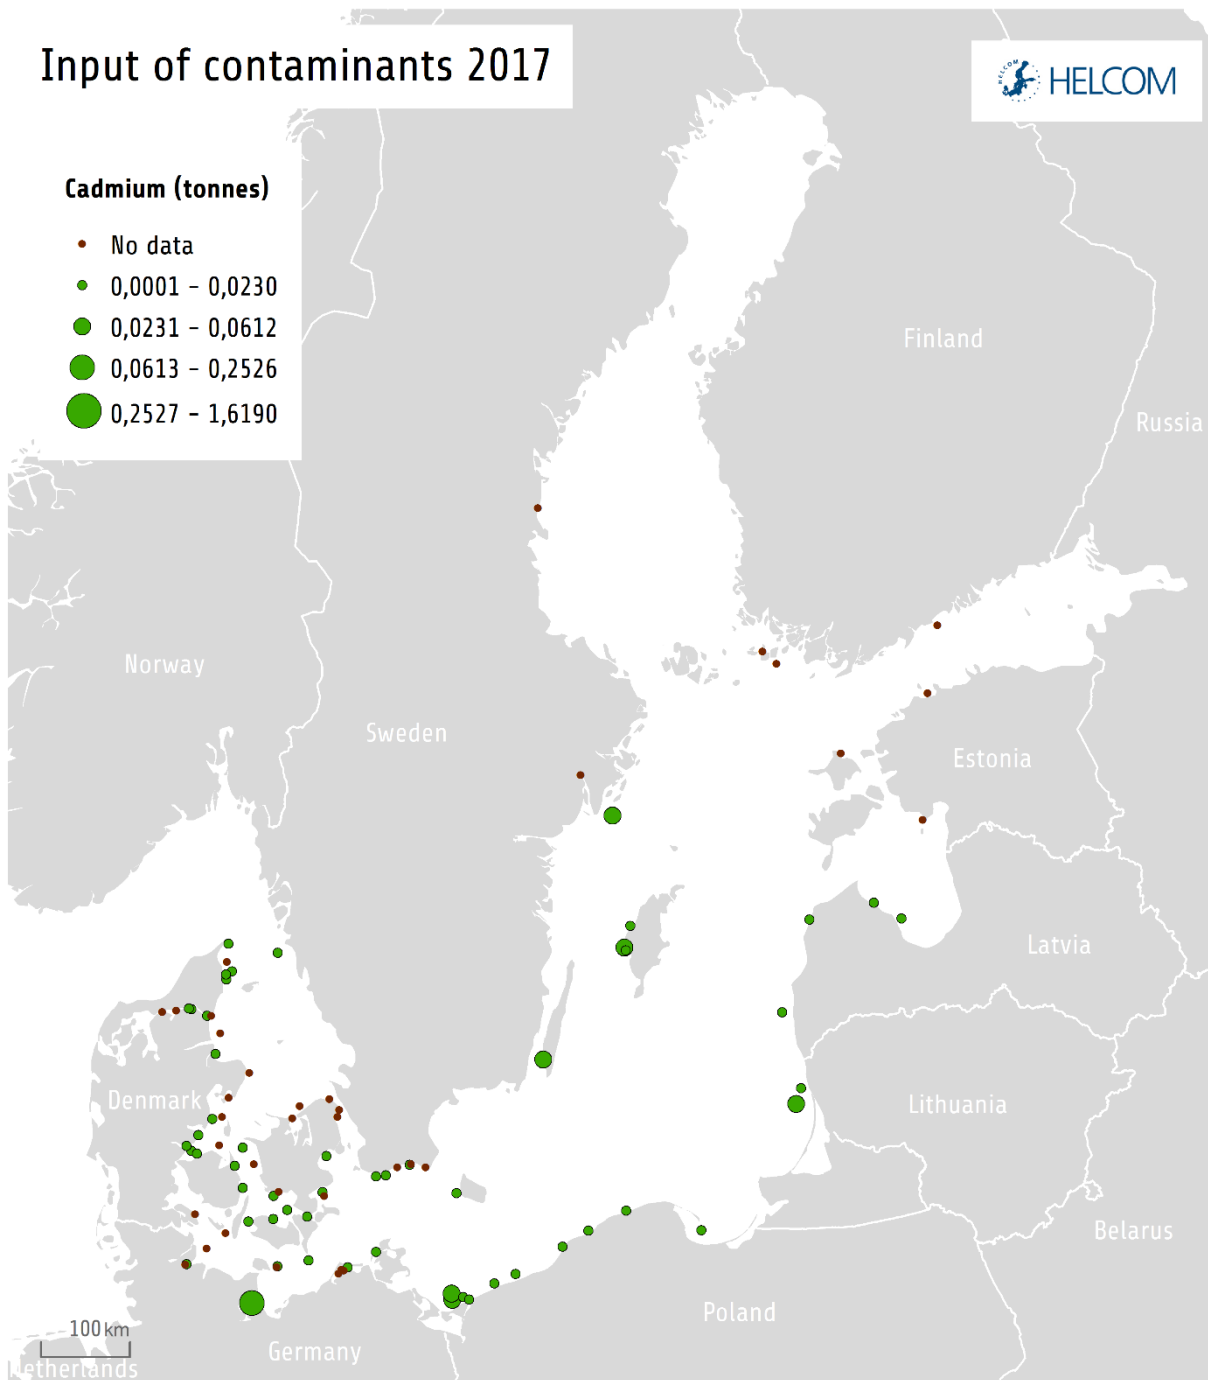 Input of contaminants 2017
HELCOM
HELCOM
Cadmium (tonnes)
No data
0,0001 – 0,0230
0,0231 – 0,0612
0,0613 – 0,2526
0,2527 – 1,6190
Finland
Russia
Norway
Sweden
Estonia
Latvia
Denmark
Lithuania
Belarus
Poland
100 km
Germany
Netherlands